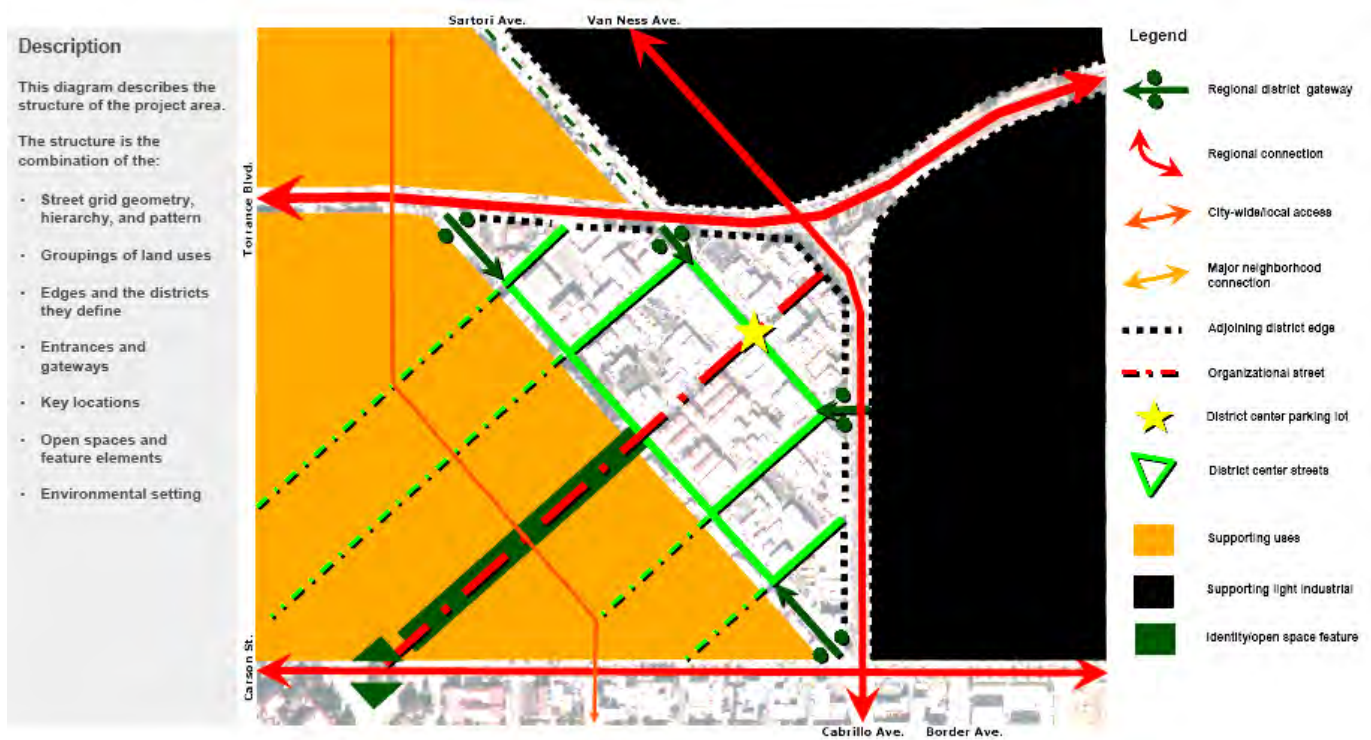 Description
This diagram describes the
structure of the project area.
The structure is the
combination of the:
· Street grid geometry,
hierarchy, and pattern
· Groupings of land uses
· Edges and the districts
they define
· Entrances and
gateways
· Key locations
· Open spaces and
feature elements
· Environmental setting
Sartori Ave.
Van Ness Ave.
Torrance Blvd.
Carson St.
Cabrillo Ave.
Border Ave.
Legend
Regional district gateway
Regional connection
City-wide/local access
Major neighborhood
connection
Adjoining district edge
Organizational street
District center parking lot
District center streets
Supporting uses
Supporting light industrial
Identity/open space feature